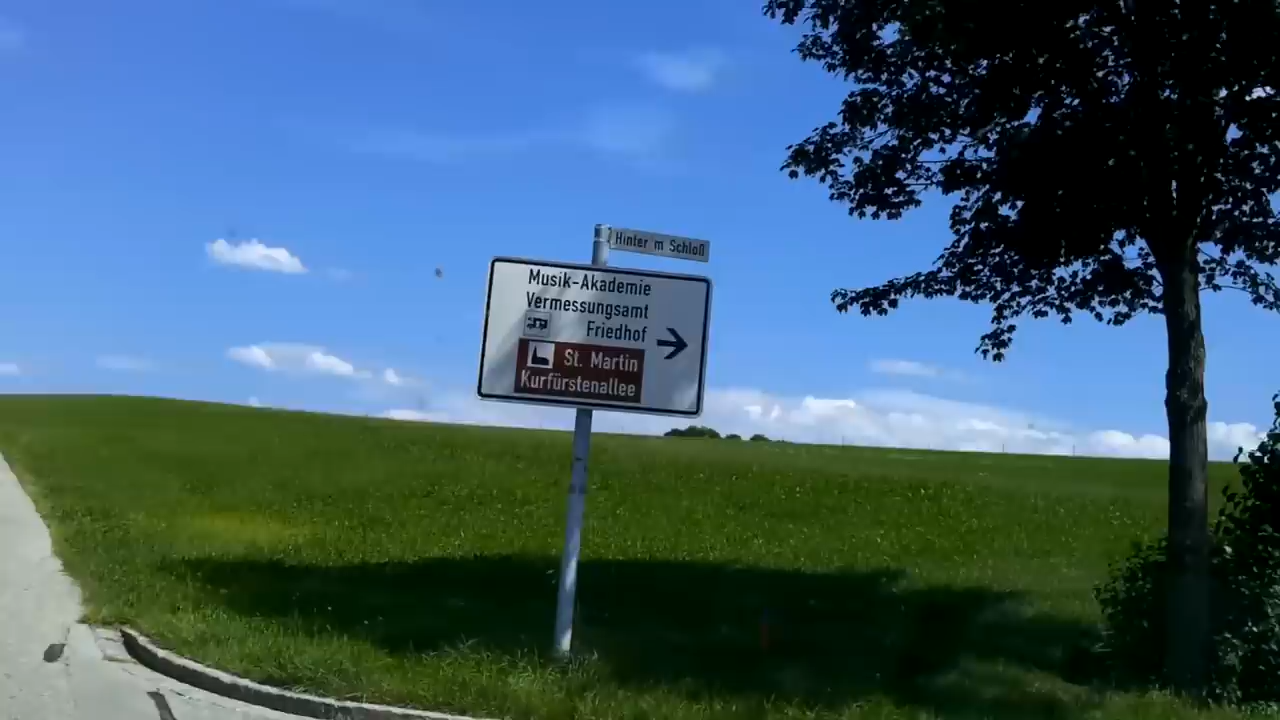 Hinter'm Schloß
Musik-Akademie
Vermessungsamt
Friedhof
St. Martin
Kurfürstenallee